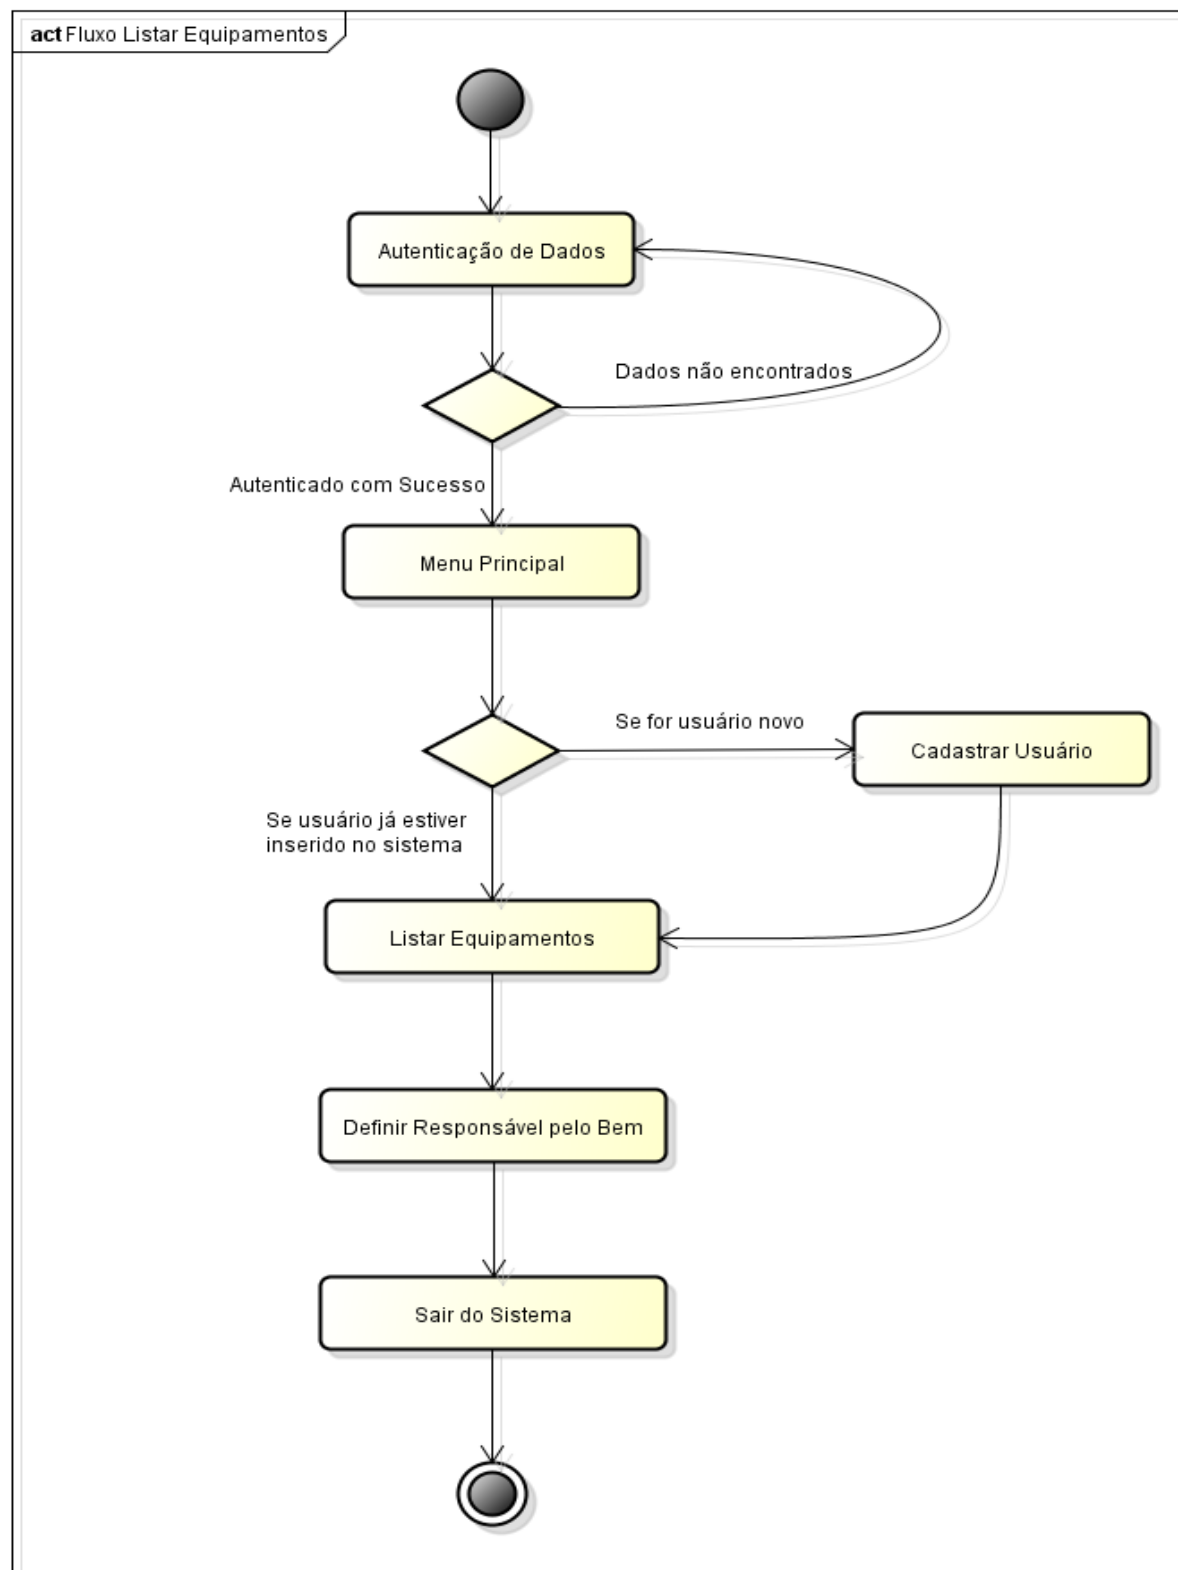 act Fluxo Listar Equipamentos
Autenticação de Dados
Dados não encontrados
Autenticado com Sucesso
Menu Principal
Se for usuário novo
Cadastrar Usuário
Se usuário já estiver
inserido no sistema
Listar Equipamentos
Definir Responsável pelo Bem
Sair do Sistema